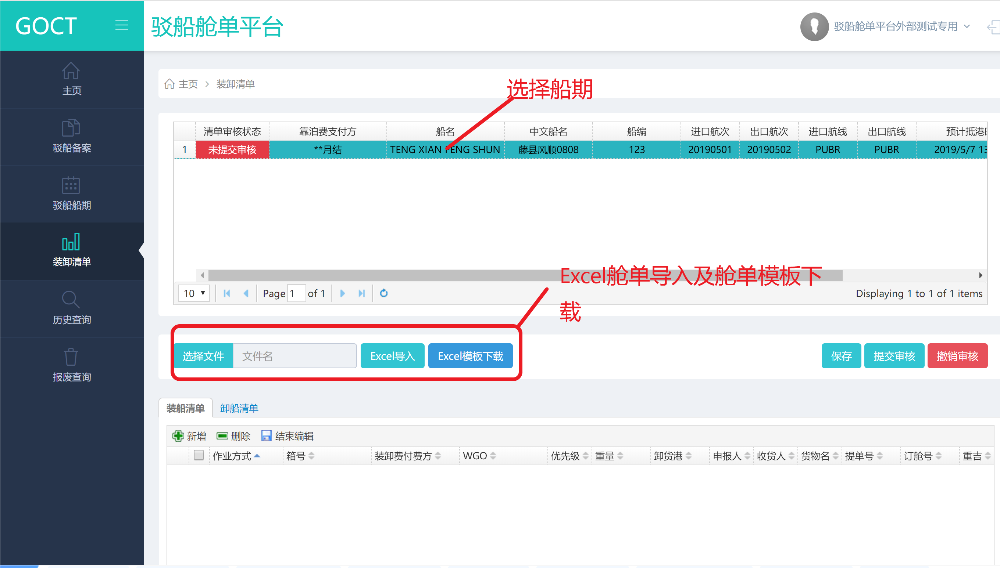 GOCT
驳船舱单平台
驳船舱单平台外部测试专用
主页
驳船备案
驳船船期
装卸清单
历史查询
报废查询
主页 > 装卸清单
选择船期
清单审核状态 靠泊费支付方 船名 中文船名 船编 进口航次 出口航次 进口航线 出口航线 预计抵港
1 未提交审核 **月结 TENG XIAN FENG SHUN 藤县风顺0808 123 20190501 20190502 PUBR PUBR 2019/5/7 13
Excel舱单导入及舱单模板下
载
10 Page 1 of 1 Displaying 1 to 1 of 1 items
选择文件 文件名 Excel导入 Excel模板下载 保存 提交审核 撤销审核
装船清单 卸船清单
新增 删除 结束编辑
作业方式 箱号 装卸费付费方 WGO 优先级 重量 卸货港 申报人 收货人 货物名 提单号 订舱号 重吉